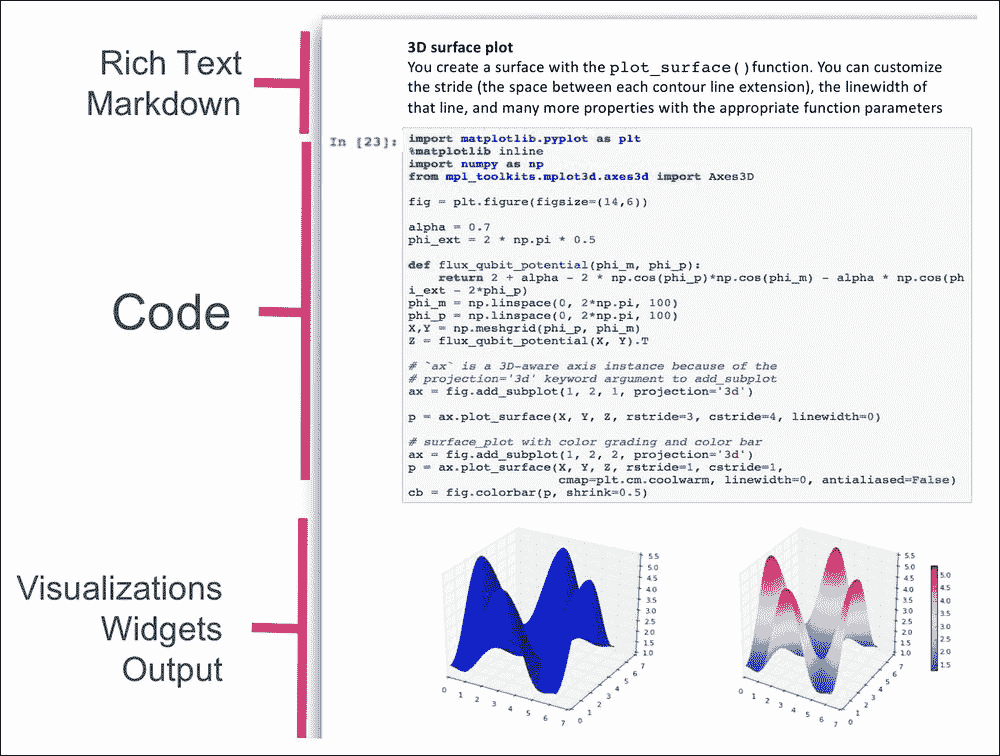 Rich Text
Markdown
3D surface plot
You create a surface with the plot_surface()function. You can customize
the stride (the space between each contour line extension), the linewidth of
that line, and many more properties with the appropriate function parameters
Code
In [23]:
import matplotlib.pyplot as plt
%matplotlib inline
import numpy as np
from mpl_toolkits.mplot3d.axes3d import Axes3D
fig = plt.figure(figsize=(14,6))
alpha = 0.7
phi_ext = 2 * np.pi * 0.5
def flux_qubit_potential(phi_m, phi_p):
    return 2 + alpha - 2 * np.cos(phi_p)*np.cos(phi_m) - alpha * np.cos(ph
i_ext - 2*phi_p)
phi_m = np.linspace(0, 2*np.pi, 100)
phi_p = np.linspace(0, 2*np.pi, 100)
X,Y = np.meshgrid(phi_p, phi_m)
Z = flux_qubit_potential(X, Y).T
# `ax` is a 3D-aware axis instance because of the
# projection='3d' keyword argument to add_subplot
ax = fig.add_subplot(1, 2, 1, projection='3d')
p = ax.plot_surface(X, Y, Z, rstride=3, cstride=4, linewidth=0)
# surface_plot with color grading and color bar
ax = fig.add_subplot(1, 2, 2, projection='3d')
p = ax.plot_surface(X, Y, Z, rstride=1, cstride=1,
                    cmap=plt.cm.coolwarm, linewidth=0, antialiased=False)
cb = fig.colorbar(p, shrink=0.5)
Visualizations
Widgets
Output
5.5
5.0
4.5
4.0
3.5
3.0
2.5
2.0
1.5
1.0
0 1 2 3 4 5 6 7
0 1 2 3 4 5 6 7
5.5
5.0
4.5
4.0
3.5
3.0
2.5
2.0
1.5
1.0
0 1 2 3 4 5 6 7
0 1 2 3 4 5 6 7
5.0
4.5
4.0
3.5
3.0
2.5
2.0
1.5